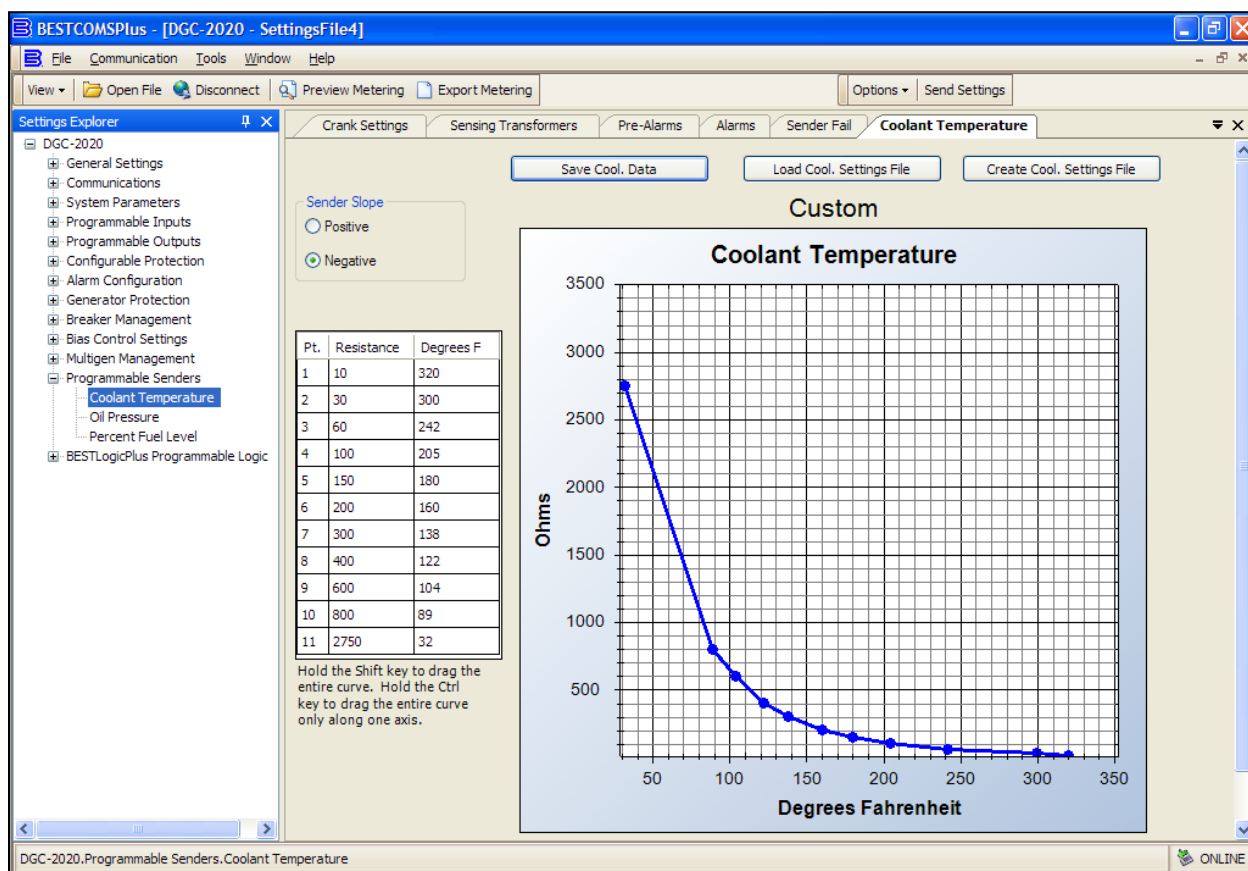 BESTCOMSPlus - [DGC-2020 - SettingsFile4]
File Communication Tools Window Help
View Open File Disconnect Preview Metering Export Metering Options Send Settings
Settings Explorer
DGC-2020
General Settings
Communications
System Parameters
Programmable Inputs
Programmable Outputs
Configurable Protection
Alarm Configuration
Generator Protection
Breaker Management
Bias Control Settings
Multigen Management
Programmable Senders
Coolant Temperature
Oil Pressure
Percent Fuel Level
BESTLogicPlus Programmable Logic
Crank Settings Sensing Transformers Pre-Alarms Alarms Sender Fail Coolant Temperature
Save Cool. Data Load Cool. Settings File Create Cool. Settings File
Sender Slope
Positive
Negative
Pt. Resistance Degrees F
1 10 320
2 30 300
3 60 242
4 100 205
5 150 180
6 200 160
7 300 138
8 400 122
9 600 104
10 800 89
11 2750 32
Hold the Shift key to drag the
entire curve. Hold the Ctrl
key to drag the entire curve
only along one axis.
Custom
Coolant Temperature
3500
3000
2500
2000
1500
1000
500
Ohms
50 100 150 200 250 300 350
Degrees Fahrenheit
DGC-2020.Programmable Senders.Coolant Temperature ONLINE